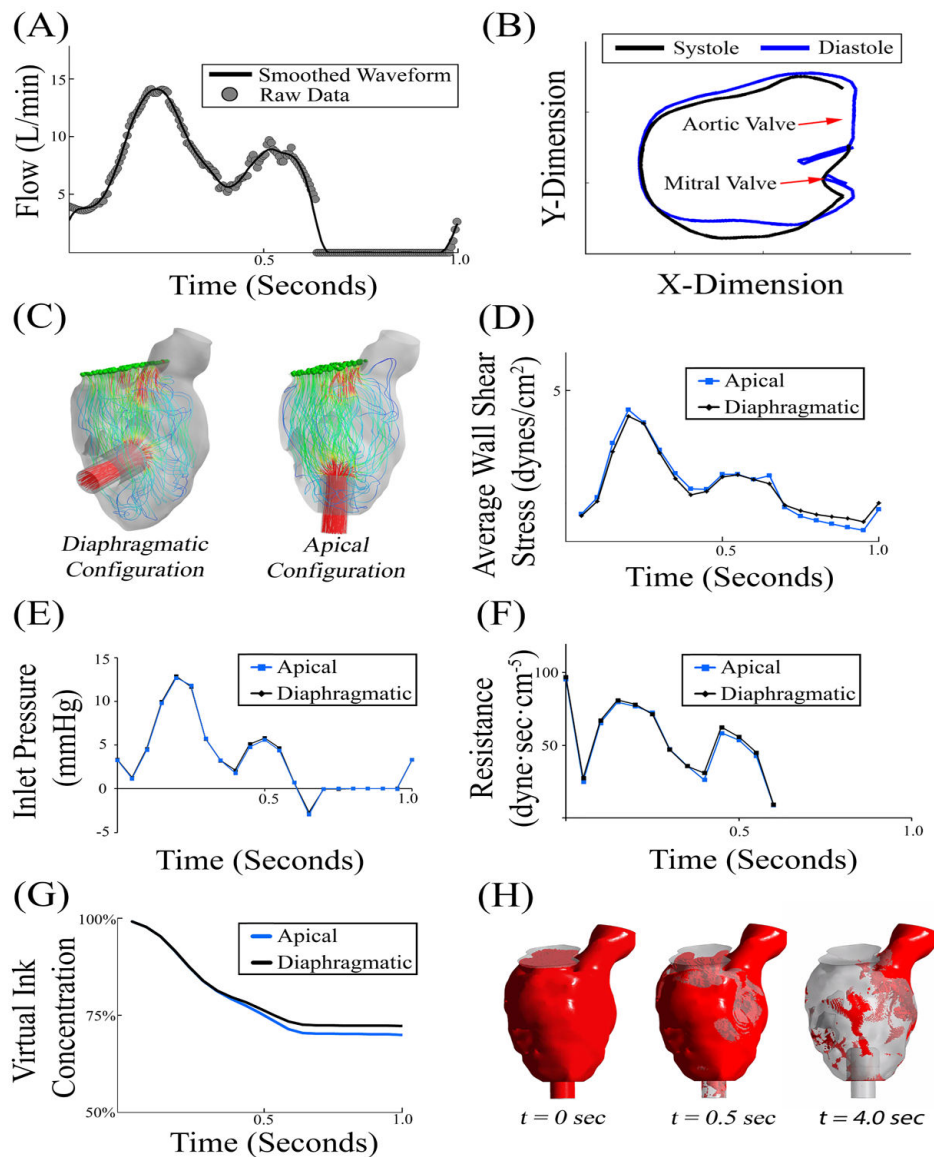 (A)
15
10
5
Flow (L/min)
Smoothed Waveform
Raw Data
0.5
1.0
Time (Seconds)
(B)
Systole
Diastole
Y-Dimension
Aortic Valve
Mitral Valve
X-Dimension
(C)
Diaphragmatic
Configuration
Apical
Configuration
(D)
5
Average Wall Shear
Stress (dynes/cm²)
Apical
Diaphragmatic
0.5
1.0
Time (Seconds)
(E)
15
10
5
0
-5
Inlet Pressure
(mmHg)
Apical
Diaphragmatic
0.5
1.0
Time (Seconds)
(F)
100
50
Resistance
(dyne·sec·cm⁻⁵)
Apical
Diaphragmatic
0.5
1.0
Time (Seconds)
(G)
100%
75%
50%
Virtual Ink
Concentration
Apical
Diaphragmatic
0.5
1.0
Time (Seconds)
(H)
t = 0 sec
t = 0.5 sec
t = 4.0 sec